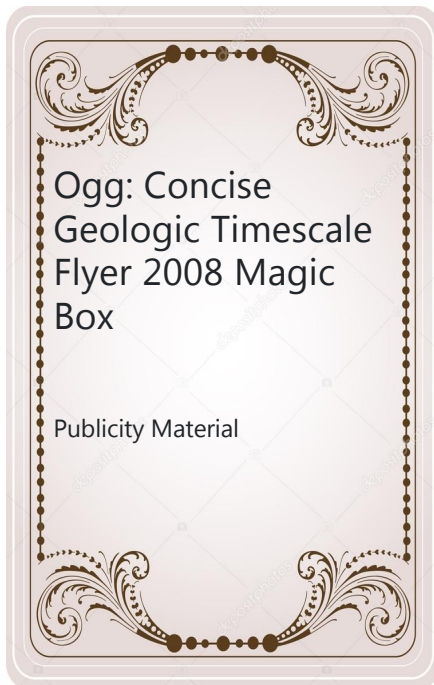 Ogg: Concise
Geologic Timescale
Flyer 2008 Magic
Box
Publicity Material